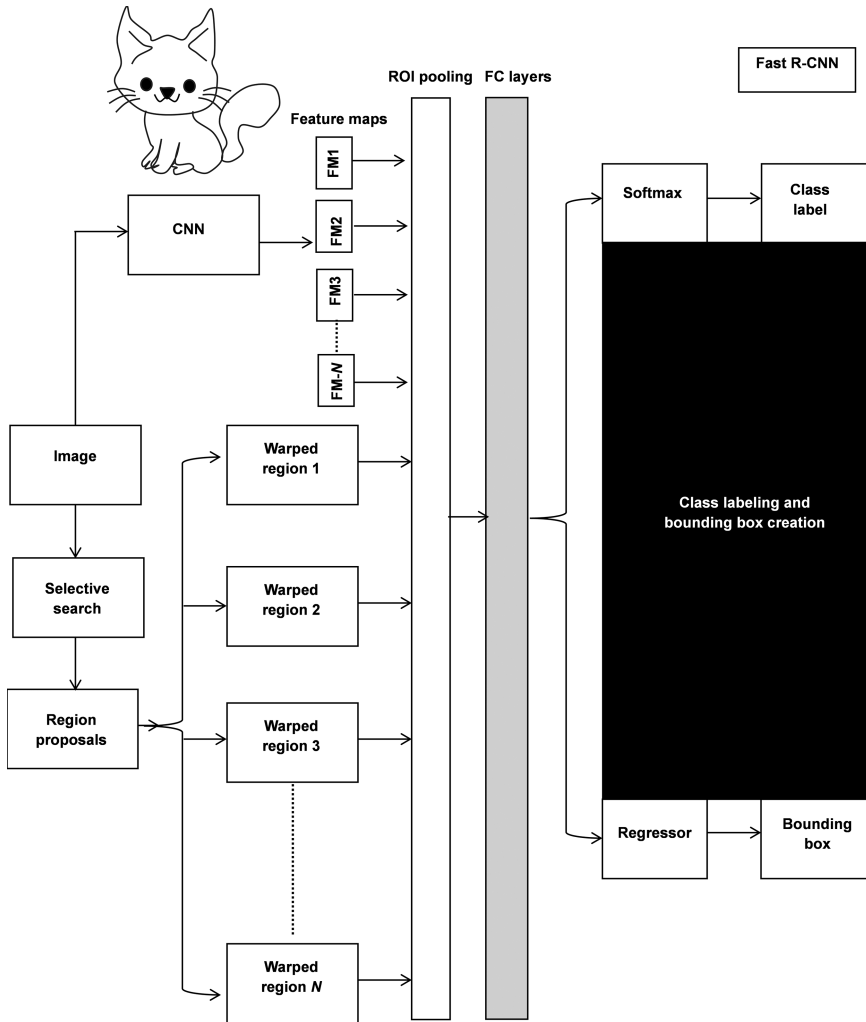 Fast R-CNN
ROI pooling
FC layers
Feature maps
FM1
FM2
FM3
FM-N
CNN
Softmax
Class
label
Image
Warped
region 1
Class labeling and
bounding box creation
Selective
search
Warped
region 2
Region
proposals
Warped
region 3
Regressor
Bounding
box
Warped
region N